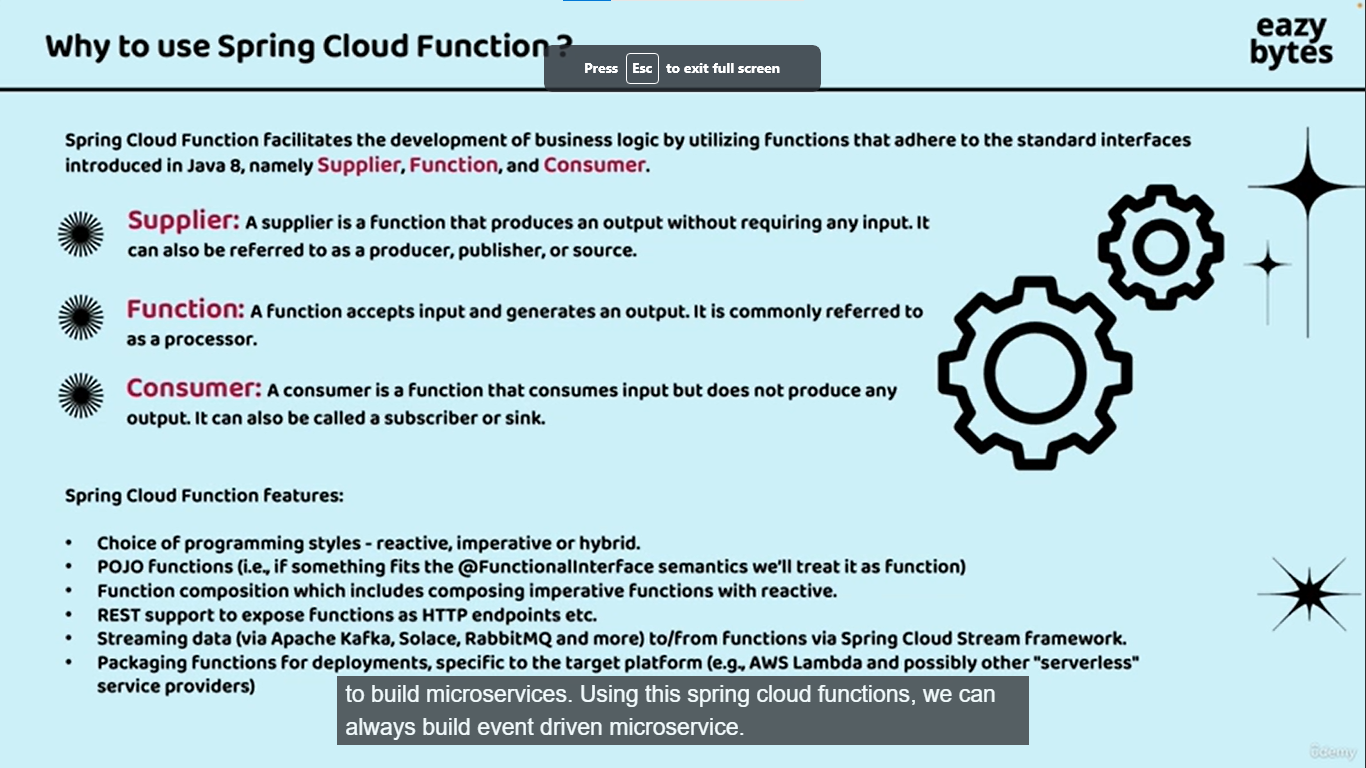 Why to use Spring Cloud Function ?
eazy
bytes
Press Esc to exit full screen
Spring Cloud Function facilitates the development of business logic by utilizing functions that adhere to the standard interfaces
introduced in Java 8, namely Supplier, Function, and Consumer.
Supplier: A supplier is a function that produces an output without requiring any input. It
can also be referred to as a producer, publisher, or source.
Function: A function accepts input and generates an output. It is commonly referred to
as a processor.
Consumer: A consumer is a function that consumes input but does not produce any
output. It can also be called a subscriber or sink.
Spring Cloud Function features:
• Choice of programming styles - reactive, imperative or hybrid.
• POJO functions (i.e., if something fits the @FunctionalInterface semantics we'll treat it as function)
• Function composition which includes composing imperative functions with reactive.
• REST support to expose functions as HTTP endpoints etc.
• Streaming data (via Apache Kafka, Solace, RabbitMQ and more) to/from functions via Spring Cloud Stream framework.
• Packaging functions for deployments, specific to the target platform (e.g., AWS Lambda and possibly other "serverless"
service providers)
to build microservices. Using this spring cloud functions, we can
always build event driven microservice.
ûdemy